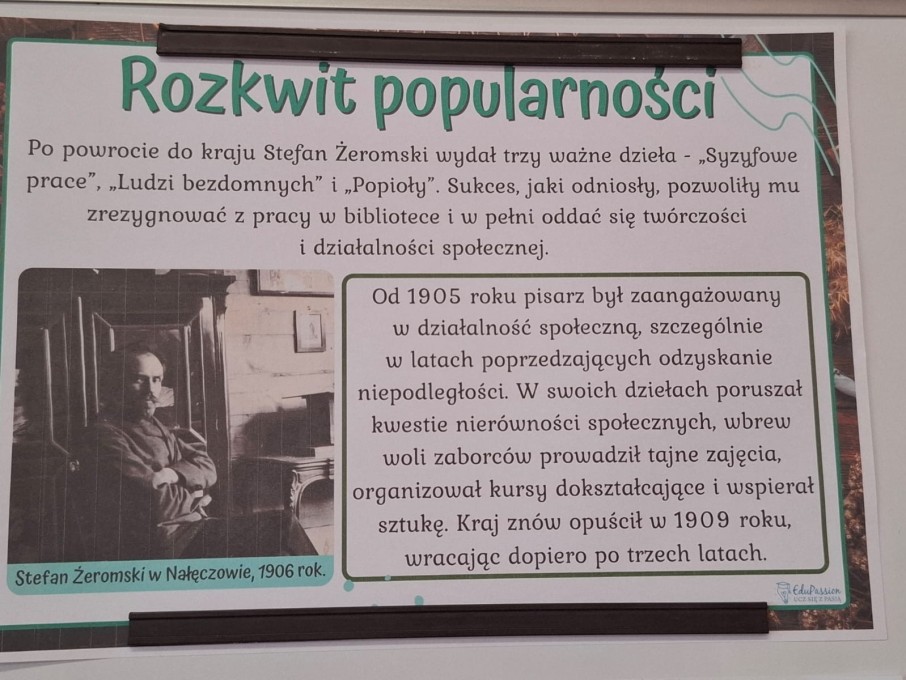 Rozkwit popularności
Po powrocie do kraju Stefan Żeromski wydał trzy ważne dzieła - „Syzyfowe
prace”, „Ludzi bezdomnych” i „Popioły”. Sukces, jaki odniosły, pozwoliły mu
zrezygnować z pracy w bibliotece i w pełni oddać się twórczości
i działalności społecznej.
Od 1905 roku pisarz był zaangażowany
w działalność społeczną, szczególnie
w latach poprzedzających odzyskanie
niepodległości. W swoich dziełach poruszał
kwestie nierówności społecznych, wbrew
woli zaborców prowadził tajne zajęcia,
organizował kursy dokształcające i wspierał
sztukę. Kraj znów opuścił w 1909 roku,
wracając dopiero po trzech latach.
Stefan Żeromski w Nałęczowie, 1906 rok.
EduPassion
UCZ SIĘ Z PASJĄ